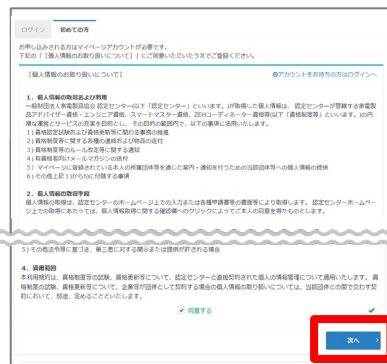 ログイン 初めての方
お申し込みされる方はマイページアカウントが必要です。
下記の「[個人情報のお取り扱いについて]」にご同意いただいたうえでご登録ください。
[個人情報のお取り扱いについて] アカウントをお持ちの方はログインへ
1.個人情報の取得および利用
一般財団法人家電製品協会 認定センター(以下「認定センター」といいます。)が取得した個人情報は、認定センターが管轄する家電製
品アドバイザー資格・エンジニア資格、スマートマスター資格、ZEHコーディネーター資格等(以下「資格制度等」といいます。)の円
滑な運営とサービスの充実を目的とし、その目的の範囲内で、以下の事項に活用いたします。
1)資格認定試験および資格更新等に関わる事務の推進
2)資格制度等に関する各種の連絡および物品の送付
3)資格制度等のルール改定等に関する通知
4)有資格者向けメールマガジンの送付
5)マイページに登録されている本人の所属団体等を通じた案内・通知を行うための当該団体等への個人情報の提供
6)その他上記1)から5)に付随する事項
2.個人情報の取得手段
個人情報の取得は、認定センターのホームページ上での入力または各種申請書等の書面等により取得します。認定センターホームペー
ジ上での取得にあたっては、個人情報取得に関する確認欄へのクリックによってご本人の同意を得たものとします。
5)その他法令等に基づき、第三者に対する開示または提供が許される場合
4.適用範囲
本利用規約は、資格制度等の試験、資格更新等について、認定センターと直接契約された個人の情報管理について適用いたします。資
格制度の試験、資格更新等について、企業等が団体として契約する場合の個人情報の取り扱いについては、当該団体との間で交わす契
約において、別途、定めることといたします。
同意する
次へ